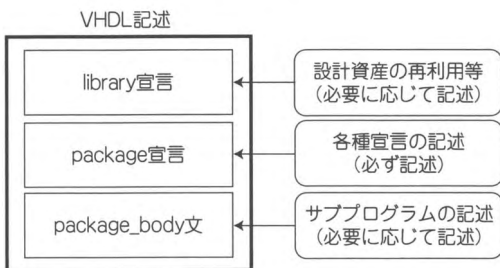 VHDL記述
library宣言
設計資産の再利用等
(必要に応じて記述)
package宣言
各種宣言の記述
(必ず記述)
package_body文
サブプログラムの記述
(必要に応じて記述)